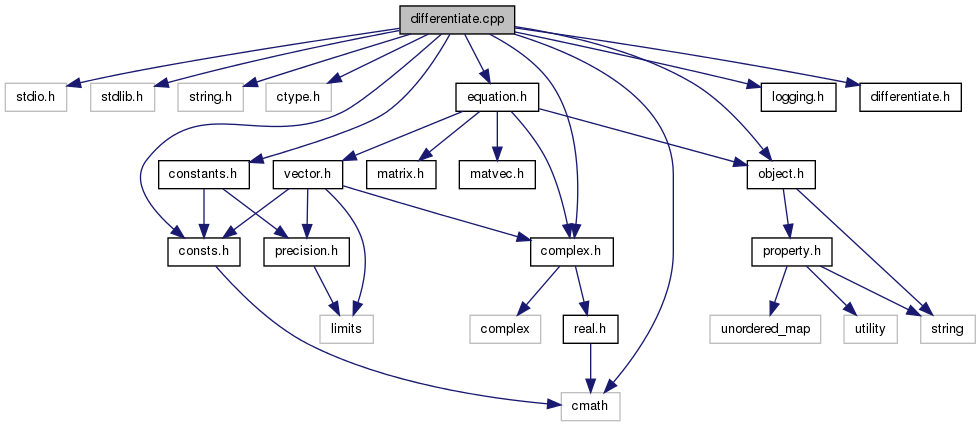 differentiate.cpp
stdio.h
stdlib.h
string.h
ctype.h
equation.h
logging.h
differentiate.h
constants.h
vector.h
matrix.h
matvec.h
object.h
consts.h
precision.h
complex.h
property.h
limits
complex
real.h
unordered_map
utility
string
cmath